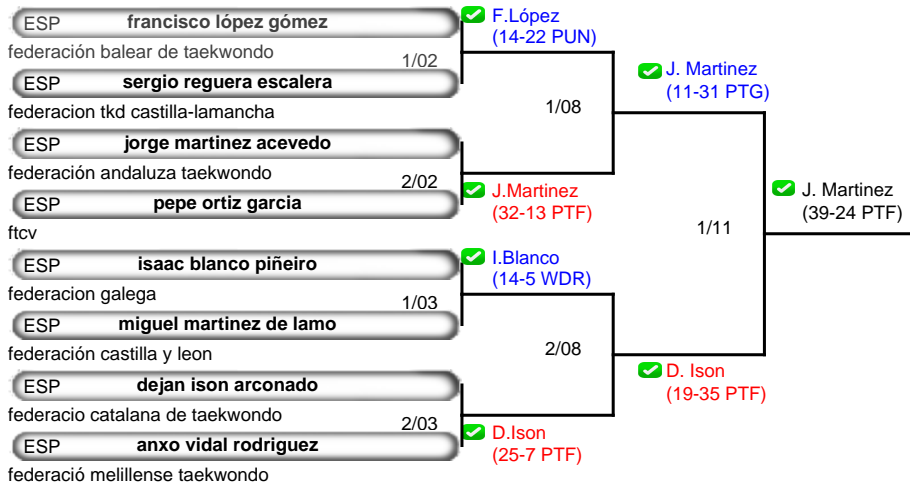 ESP francisco lópez gómez
federación balear de taekwondo
1/02
ESP sergio reguera escalera
federacion tkd castilla-lamancha
ESP jorge martinez acevedo
federación andaluza taekwondo
2/02
ESP pepe ortiz garcia
ftcv
ESP isaac blanco piñeiro
federacion galega
1/03
ESP miguel martinez de lamo
federación castilla y leon
ESP dejan ison arconado
federacio catalana de taekwondo
2/03
ESP anxo vidal rodriguez
federació melillense taekwondo
F.López
(14-22 PUN)
1/08
J.Martinez
(32-13 PTF)
I.Blanco
(14-5 WDR)
2/08
D.Ison
(25-7 PTF)
J. Martinez
(11-31 PTG)
1/11
D. Ison
(19-35 PTF)
J. Martinez
(39-24 PTF)